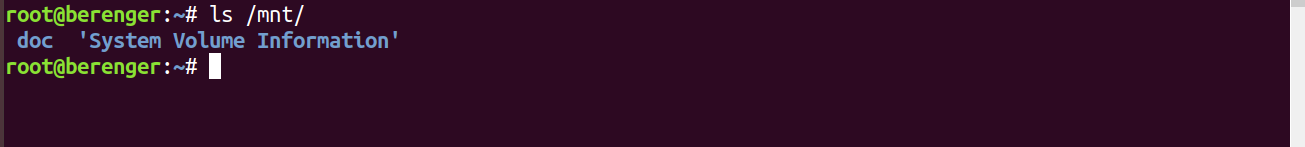 root@berenger:~# ls /mnt/
doc  'System Volume Information'
root@berenger:~#